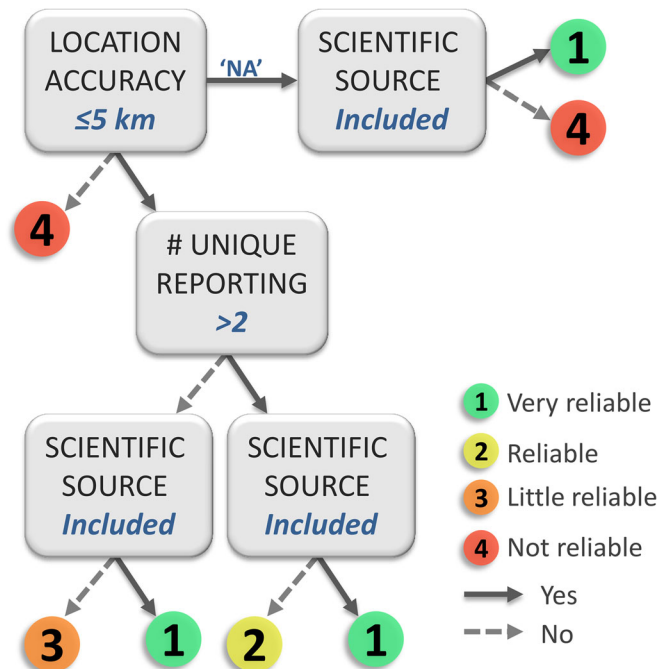 LOCATION
ACCURACY
≤5 km
‘NA’
SCIENTIFIC
SOURCE
Included
1
4
4
# UNIQUE
REPORTING
>2
SCIENTIFIC
SOURCE
Included
SCIENTIFIC
SOURCE
Included
3
1
2
1
1 Very reliable
2 Reliable
3 Little reliable
4 Not reliable
Yes
No